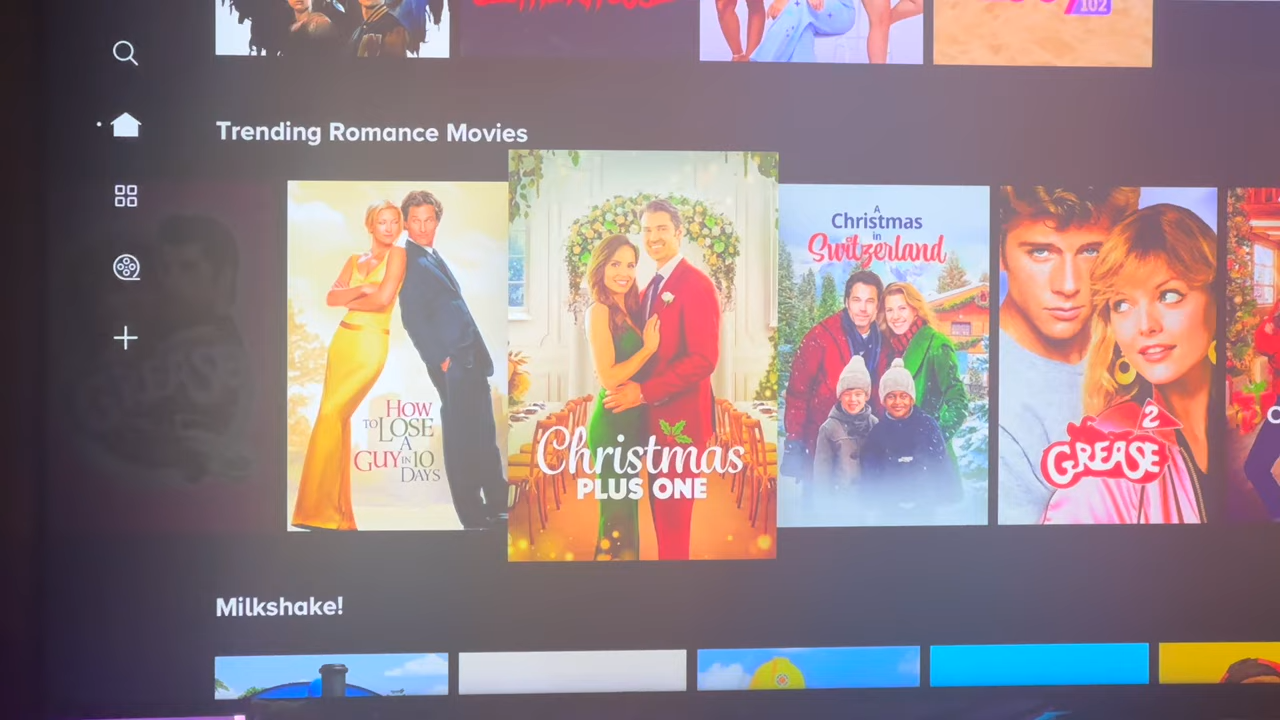 102
Trending Romance Movies
HOW
TO LOSE
A
GUY IN 10
DAYS
Christmas
PLUS ONE
A
Christmas
in
Switzerland
2
GREASE
Milkshake!